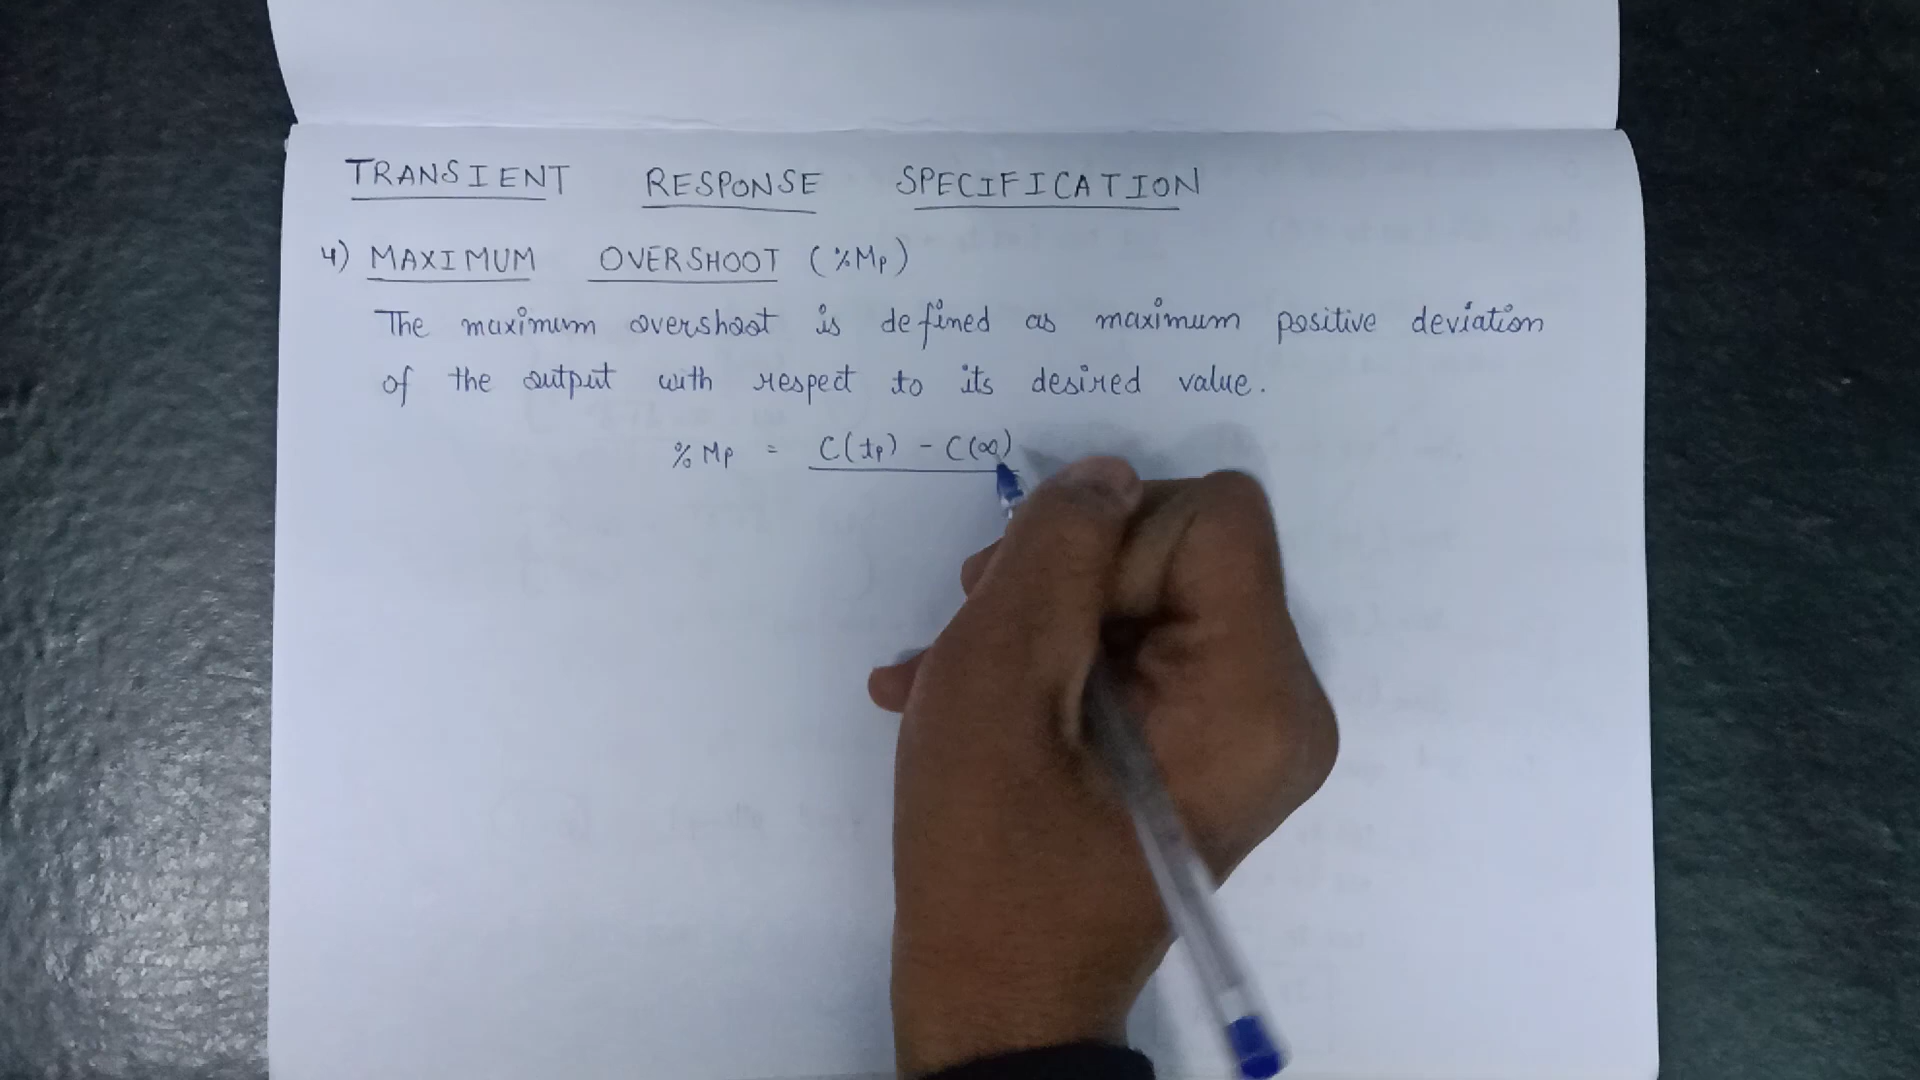 TRANSIENT RESPONSE SPECIFICATION
4) MAXIMUM OVERSHOOT (%Mp)
The maximum overshoot is defined as maximum positive deviation
of the output with respect to its desired value.
% Mp = C(tp) - C(∞)